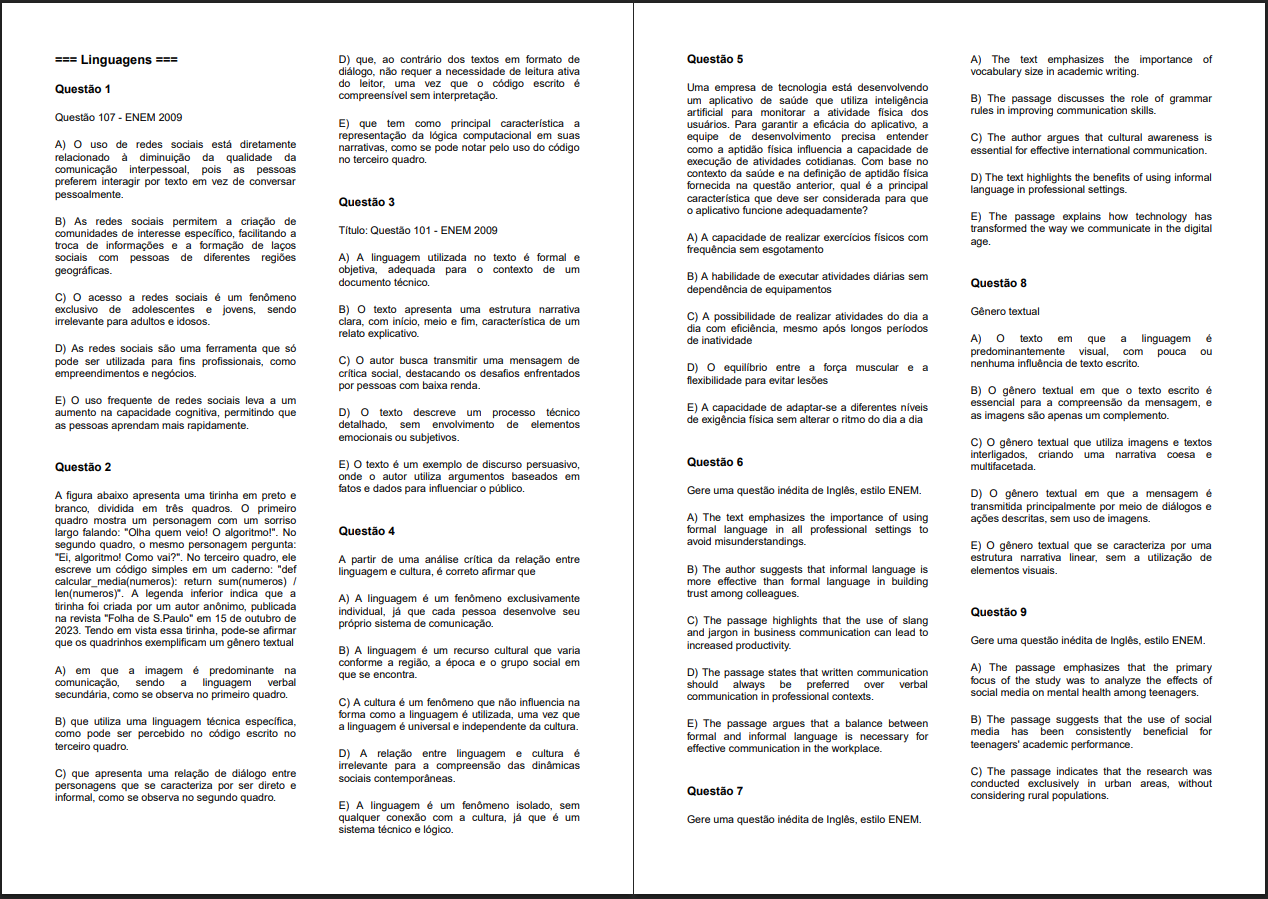 === Linguagens ===
Questão 1
Questão 107 - ENEM 2009
A) O uso de redes sociais está diretamente
relacionado à diminuição da qualidade da
comunicação interpessoal, pois as pessoas
preferem interagir por texto em vez de conversar
pessoalmente.
B) As redes sociais permitem a criação de
comunidades de interesse específico, facilitando a
troca de informações e a formação de laços
sociais com pessoas de diferentes regiões
geográficas.
C) O acesso a redes sociais é um fenômeno
exclusivo de adolescentes e jovens, sendo
irrelevante para adultos e idosos.
D) As redes sociais são uma ferramenta que só
pode ser utilizada para fins profissionais, como
empreendimentos e negócios.
E) O uso frequente de redes sociais leva a um
aumento na capacidade cognitiva, permitindo que
as pessoas aprendam mais rapidamente.
Questão 2
A figura abaixo apresenta uma tirinha em preto e
branco, dividida em três quadros. O primeiro
quadro mostra um personagem com um sorriso
largo falando: "Olha quem veio! O algoritmo!". No
segundo quadro, o mesmo personagem pergunta:
"Ei, algoritmo! Como vai?". No terceiro quadro, ele
escreve um código simples em um caderno: "def
calcular_media(numeros): return sum(numeros) /
len(numeros)". A legenda inferior indica que a
tirinha foi criada por um autor anônimo, publicada
na revista "Folha de S.Paulo" em 15 de outubro de
2023. Tendo em vista essa tirinha, pode-se afirmar
que os quadrinhos exemplificam um gênero textual
A) em que a imagem é predominante na
comunicação, sendo a linguagem verbal
secundária, como se observa no primeiro quadro.
B) que utiliza uma linguagem técnica específica,
como pode ser percebido no código escrito no
terceiro quadro.
C) que apresenta uma relação de diálogo entre
personagens que se caracteriza por ser direto e
informal, como se observa no segundo quadro.
D) que, ao contrário dos textos em formato de
diálogo, não requer a necessidade de leitura ativa
do leitor, uma vez que o código escrito é
compreensível sem interpretação.
E) que tem como principal característica a
representação da lógica computacional em suas
narrativas, como se pode notar pelo uso do código
no terceiro quadro.
Questão 3
Título: Questão 101 - ENEM 2009
A) A linguagem utilizada no texto é formal e
objetiva, adequada para o contexto de um
documento técnico.
B) O texto apresenta uma estrutura narrativa
clara, com início, meio e fim, característica de um
relato explicativo.
C) O autor busca transmitir uma mensagem de
crítica social, destacando os desafios enfrentados
por pessoas com baixa renda.
D) O texto descreve um processo técnico
detalhado, sem envolvimento de elementos
emocionais ou subjetivos.
E) O texto é um exemplo de discurso persuasivo,
onde o autor utiliza argumentos baseados em
fatos e dados para influenciar o público.
Questão 4
A partir de uma análise crítica da relação entre
linguagem e cultura, é correto afirmar que
A) A linguagem é um fenômeno exclusivamente
individual, já que cada pessoa desenvolve seu
próprio sistema de comunicação.
B) A linguagem é um recurso cultural que varia
conforme a região, a época e o grupo social em
que se encontra.
C) A cultura é um fenômeno que não influencia na
forma como a linguagem é utilizada, uma vez que
a linguagem é universal e independente da cultura.
D) A relação entre linguagem e cultura é
irrelevante para a compreensão das dinâmicas
sociais contemporâneas.
E) A linguagem é um fenômeno isolado, sem
qualquer conexão com a cultura, já que é um
sistema técnico e lógico.
Questão 5
Uma empresa de tecnologia está desenvolvendo
um aplicativo de saúde que utiliza inteligência
artificial para monitorar a atividade física dos
usuários. Para garantir a eficácia do aplicativo, a
equipe de desenvolvimento precisa entender
como a aptidão física influencia a capacidade de
execução de atividades cotidianas. Com base no
contexto da saúde e na definição de aptidão física
fornecida na questão anterior, qual é a principal
característica que deve ser considerada para que
o aplicativo funcione adequadamente?
A) A capacidade de realizar exercícios físicos com
frequência sem esgotamento
B) A habilidade de executar atividades diárias sem
dependência de equipamentos
C) A possibilidade de realizar atividades do dia a
dia com eficiência, mesmo após longos períodos
de inatividade
D) O equilíbrio entre a força muscular e a
flexibilidade para evitar lesões
E) A capacidade de adaptar-se a diferentes níveis
de exigência física sem alterar o ritmo do dia a dia
Questão 6
Gere uma questão inédita de Inglês, estilo ENEM.
A) The text emphasizes the importance of using
formal language in all professional settings to
avoid misunderstandings.
B) The author suggests that informal language is
more effective than formal language in building
trust among colleagues.
C) The passage highlights that the use of slang
and jargon in business communication can lead to
increased productivity.
D) The passage states that written communication
should always be preferred over verbal
communication in professional contexts.
E) The passage argues that a balance between
formal and informal language is necessary for
effective communication in the workplace.
Questão 7
Gere uma questão inédita de Inglês, estilo ENEM.
A) The text emphasizes the importance of
vocabulary size in academic writing.
B) The passage discusses the role of grammar
rules in improving communication skills.
C) The author argues that cultural awareness is
essential for effective international communication.
D) The text highlights the benefits of using informal
language in professional settings.
E) The passage explains how technology has
transformed the way we communicate in the digital
age.
Questão 8
Gênero textual
A) O texto em que a linguagem é
predominantemente visual, com pouca ou
nenhuma influência de texto escrito.
B) O gênero textual em que o texto escrito é
essencial para a compreensão da mensagem, e
as imagens são apenas um complemento.
C) O gênero textual que utiliza imagens e textos
interligados, criando uma narrativa coesa e
multifacetada.
D) O gênero textual em que a mensagem é
transmitida principalmente por meio de diálogos e
ações descritas, sem uso de imagens.
E) O gênero textual que se caracteriza por uma
estrutura narrativa linear, sem a utilização de
elementos visuais.
Questão 9
Gere uma questão inédita de Inglês, estilo ENEM.
A) The passage emphasizes that the primary
focus of the study was to analyze the effects of
social media on mental health among teenagers.
B) The passage suggests that the use of social
media has been consistently beneficial for
teenagers' academic performance.
C) The passage indicates that the research was
conducted exclusively in urban areas, without
considering rural populations.